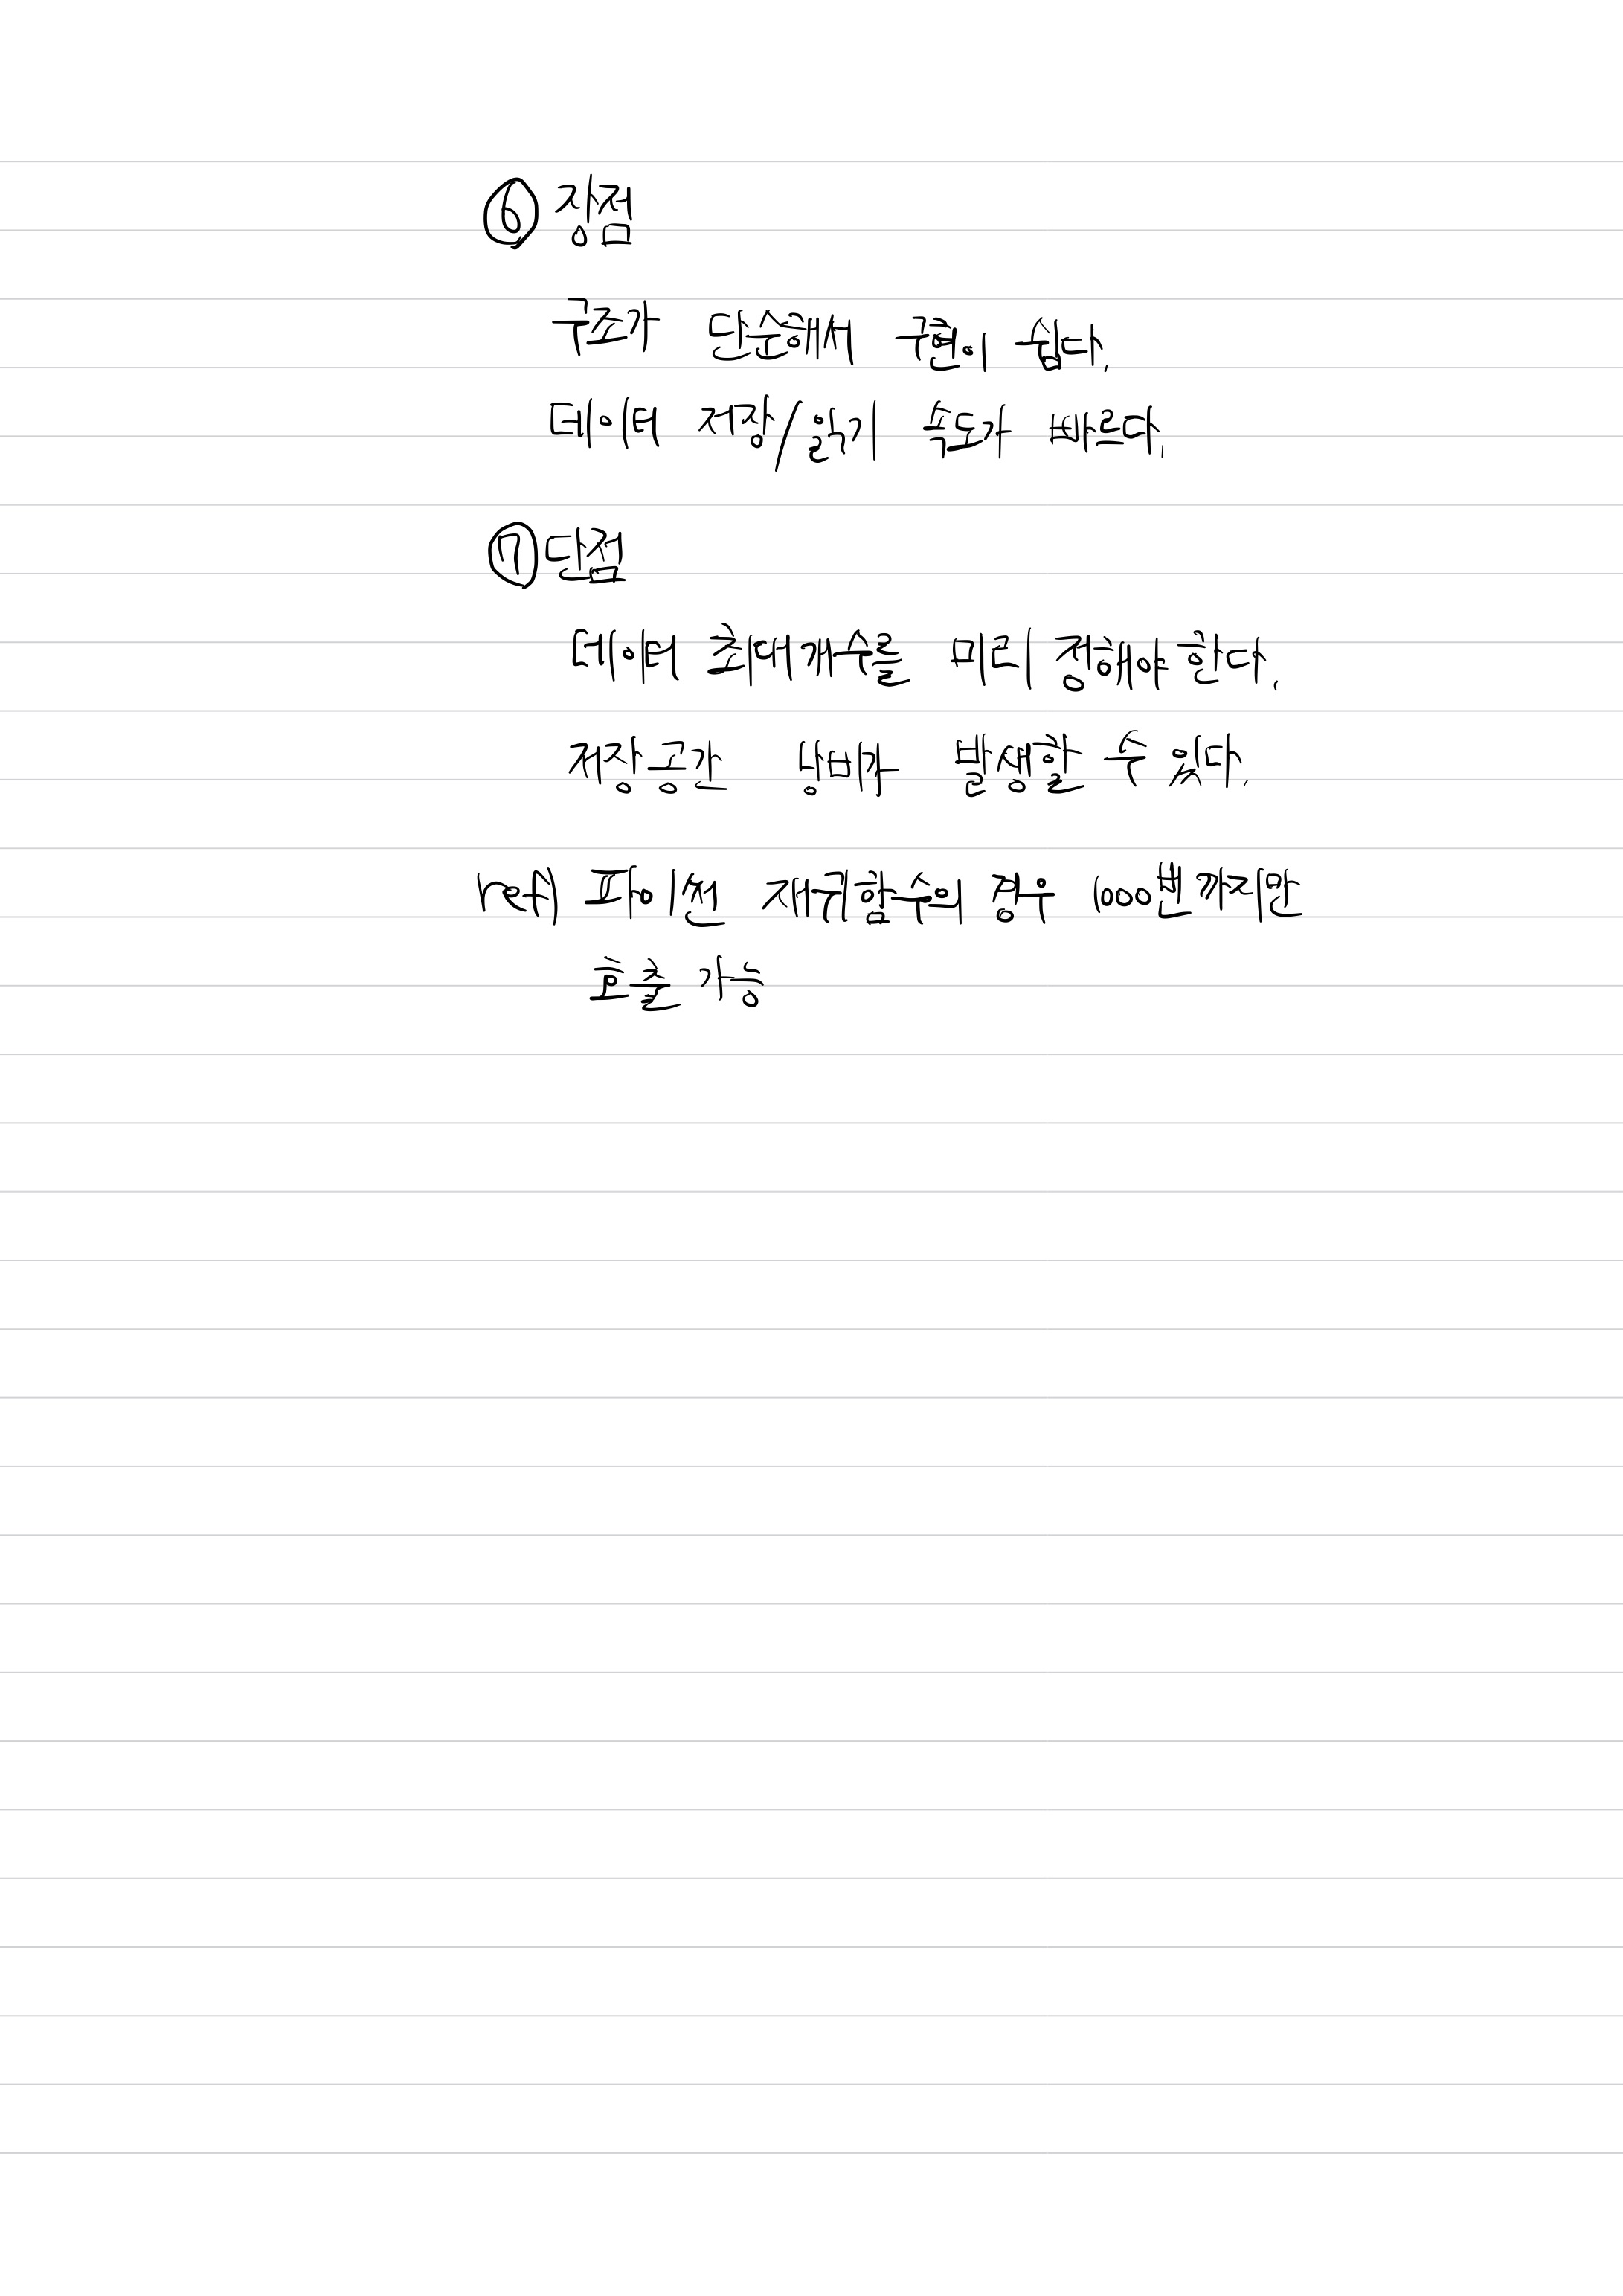 ⑥ 장점
구조가 단순해서 구현이 쉽다.
데이터 저장/읽기 속도가 빠르다.
⑦ 단점
데이터 최대개수를 미리 정해야한다.
저장공간 낭비가 발생할 수 있다.
ref) 파이썬 재귀함수의 경우 1000번까지만
호출 가능